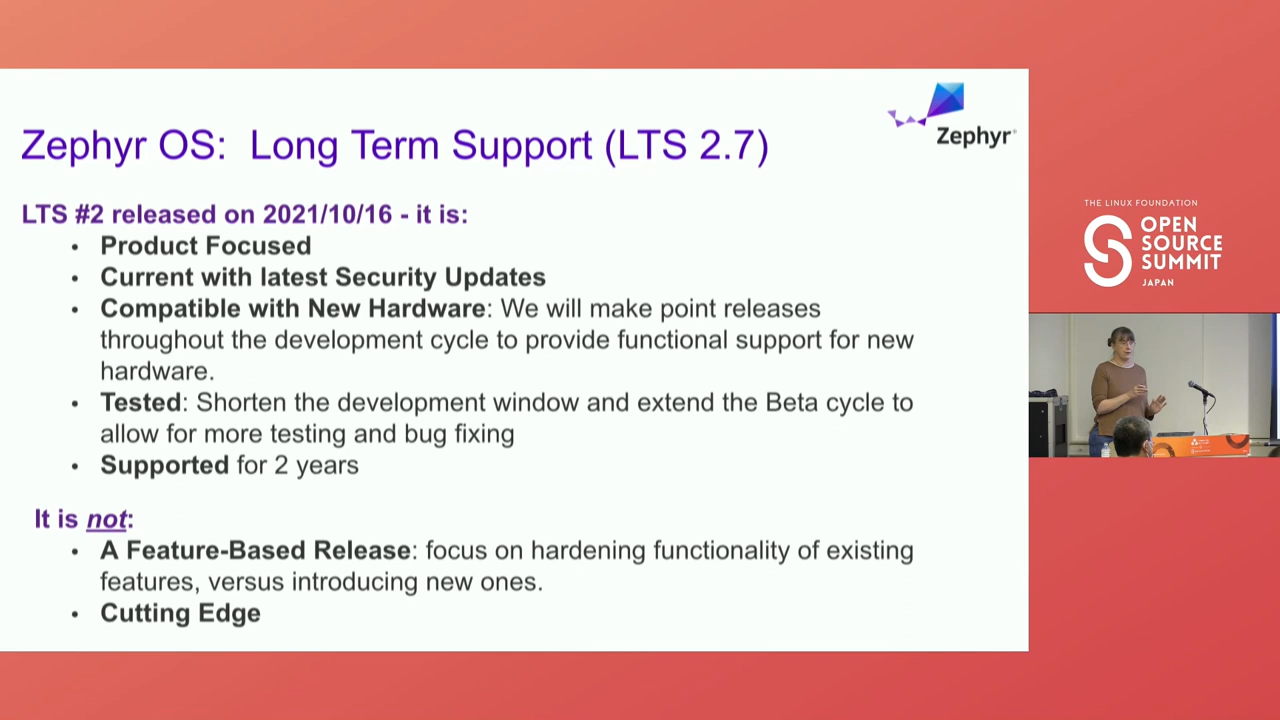 Zephyr OS: Long Term Support (LTS 2.7)
Zephyr
LTS #2 released on 2021/10/16 - it is:
• Product Focused
• Current with latest Security Updates
• Compatible with New Hardware: We will make point releases
throughout the development cycle to provide functional support for new
hardware.
• Tested: Shorten the development window and extend the Beta cycle to
allow for more testing and bug fixing
• Supported for 2 years
It is not:
• A Feature-Based Release: focus on hardening functionality of existing
features, versus introducing new ones.
• Cutting Edge
THE LINUX FOUNDATION
OPEN
SOURCE
SUMMIT
JAPAN